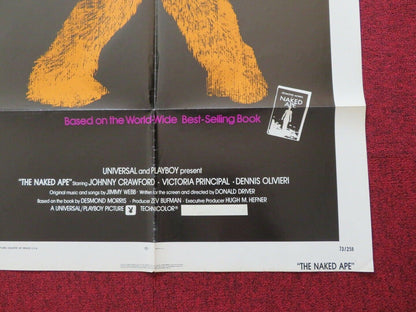 Based on the World-Wide Best-Selling Book
DESMOND MORRIS
NAKED
APE
UNIVERSAL and PLAYBOY present
"THE NAKED APE" Starring JOHNNY CRAWFORD · VICTORIA PRINCIPAL · DENNIS OLIVIERI
Original music and songs by JIMMY WEBB · Written for the screen and directed by DONALD DRIVER
Based on the book by DESMOND MORRIS · Producer ZEV BUFMAN · Executive Producer HUGH M. HEFNER
A UNIVERSAL/PLAYBOY PICTURE TECHNICOLOR®
73/258
"THE NAKED APE"